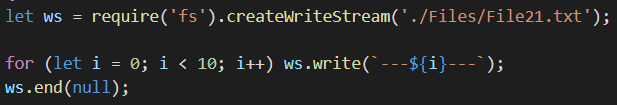 let ws = require('fs').createWriteStream('./Files/File21.txt');
for (let i = 0; i < 10; i++) ws.write(`---${i}---`);
ws.end(null);